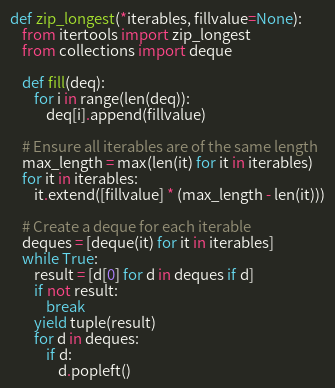 def zip_longest(*iterables, fillvalue=None):
    from itertools import zip_longest
    from collections import deque

    def fill(deq):
        for i in range(len(deq)):
            deq[i].append(fillvalue)

    # Ensure all iterables are of the same length
    max_length = max(len(it) for it in iterables)
    for it in iterables:
        it.extend([fillvalue] * (max_length - len(it)))

    # Create a deque for each iterable
    deques = [deque(it) for it in iterables]
    while True:
        result = [d[0] for d in deques if d]
        if not result:
            break
        yield tuple(result)
        for d in deques:
            if d:
                d.popleft()